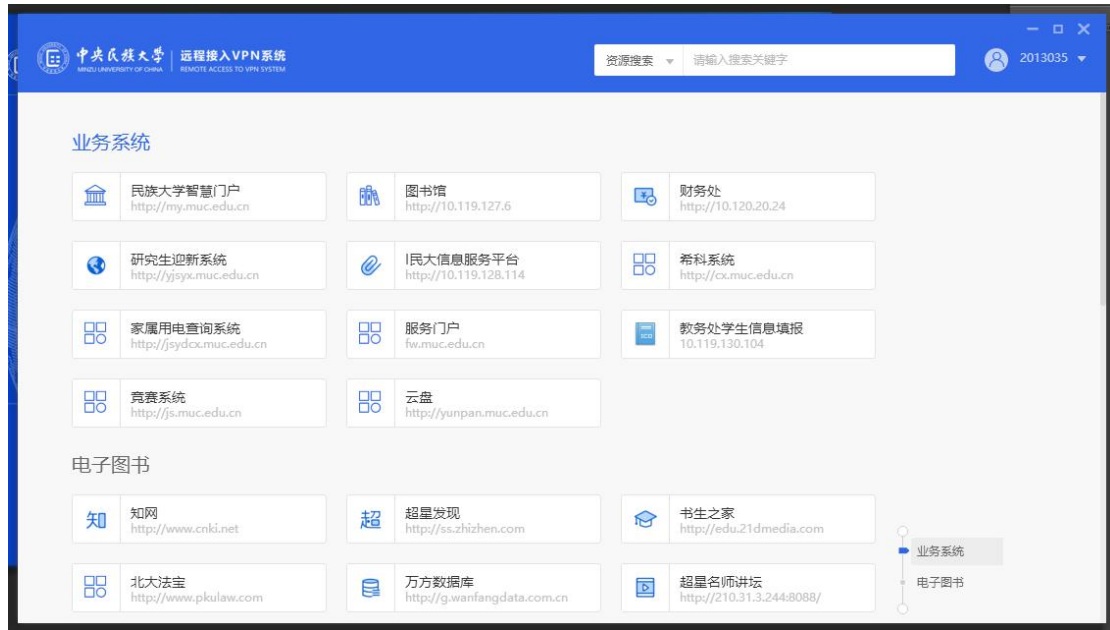 中央民族大学 远程接入VPN系统
MINZU UNIVERSITY OF CHINA REMOTE ACCESS TO VPN SYSTEM
资源搜索 请输入搜索关键字
2013035
业务系统
民族大学智慧门户
http://my.muc.edu.cn
图书馆
http://10.119.127.6
财务处
http://10.120.20.24
研究生迎新系统
http://yjsyx.muc.edu.cn
I民大信息服务平台
http://10.119.128.114
希科系统
http://cx.muc.edu.cn
家属用电查询系统
http://jsydcx.muc.edu.cn
服务门户
fw.muc.edu.cn
教务处学生信息填报
10.119.130.104
竞赛系统
http://js.muc.edu.cn
云盘
http://yunpan.muc.edu.cn
电子图书
知
知网
http://www.cnki.net
超
超星发现
http://ss.zhizhen.com
书生之家
http://edu.21dmedia.com
北大法宝
http://www.pkulaw.com
万方数据库
http://g.wanfangdata.com.cn
超星名师讲坛
http://210.31.3.244:8088/
业务系统
电子图书